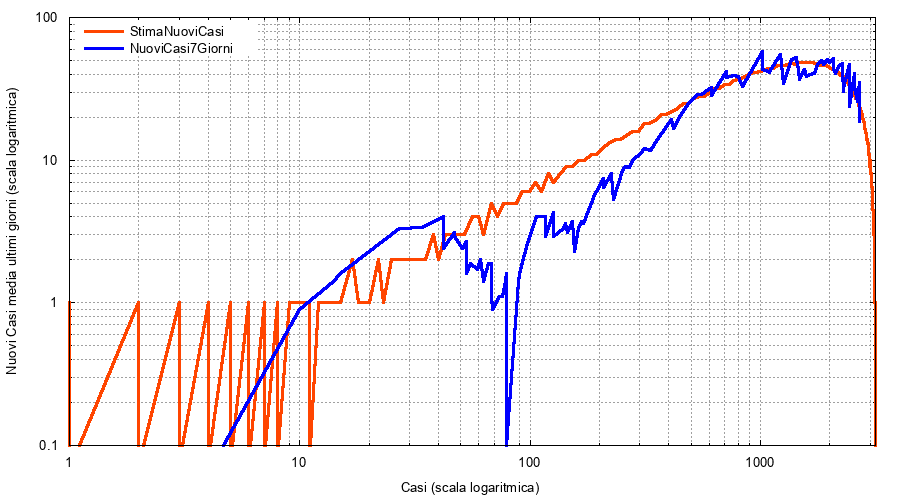 100
StimaNuoviCasi
NuoviCasi7Giorni
10
1
0.1
Nuovi Casi media ultimi giorni (scala logaritmica)
1 10 100 1000
Casi (scala logaritmica)